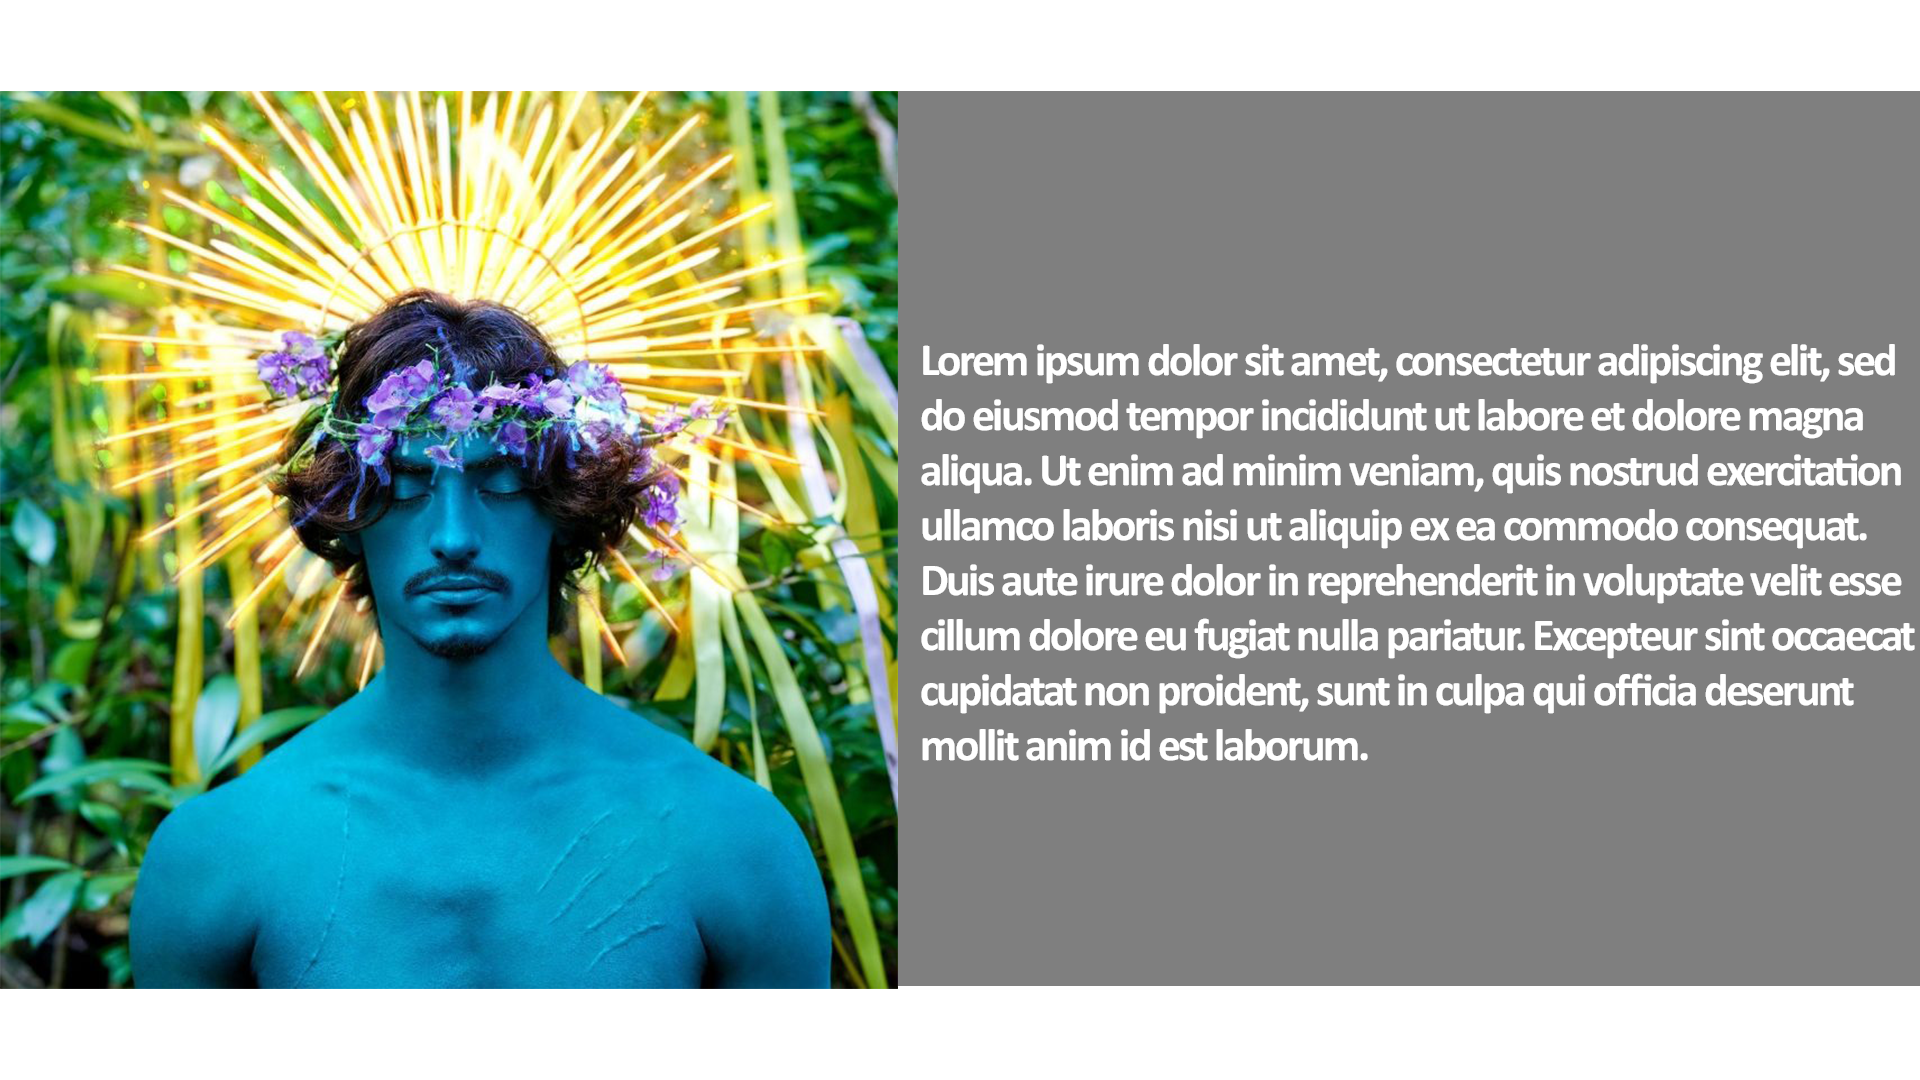 Lorem ipsum dolor sit amet, consectetur adipiscing elit, sed
do eiusmod tempor incididunt ut labore et dolore magna
aliqua. Ut enim ad minim veniam, quis nostrud exercitation
ullamco laboris nisi ut aliquip ex ea commodo consequat.
Duis aute irure dolor in reprehenderit in voluptate velit esse
cillum dolore eu fugiat nulla pariatur. Excepteur sint occaecat
cupidatat non proident, sunt in culpa qui officia deserunt
mollit anim id est laborum.